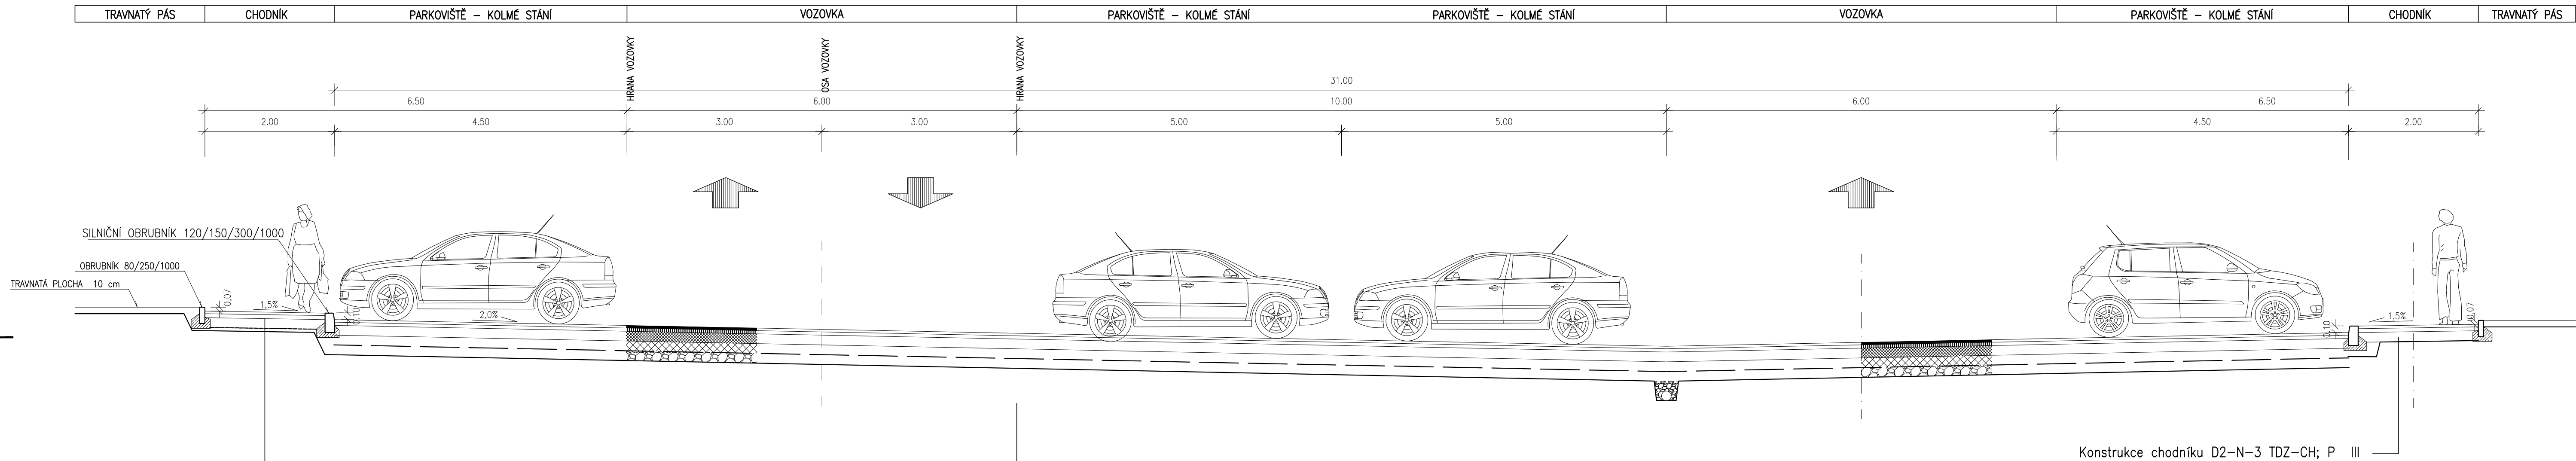 TRAVNATÝ PÁS
CHODNÍK
PARKOVIŠTĚ – KOLMÉ STÁNÍ
VOZOVKA
PARKOVIŠTĚ – KOLMÉ STÁNÍ
PARKOVIŠTĚ – KOLMÉ STÁNÍ
VOZOVKA
PARKOVIŠTĚ – KOLMÉ STÁNÍ
CHODNÍK
TRAVNATÝ PÁS
HRANA VOZOVKY
OSA VOZOVKY
HRANA VOZOVKY
31.00
6.50
6.00
10.00
6.00
6.50
2.00
4.50
3.00
3.00
5.00
5.00
4.50
2.00
SILNIČNÍ OBRUBNÍK 120/150/300/1000
OBRUBNÍK 80/250/1000
TRAVNATÁ PLOCHA 10 cm
0,07
1,5%
0,10
2,0%
0,10
1,5%
0,07
Konstrukce chodníku D2–N–3 TDZ–CH; P III